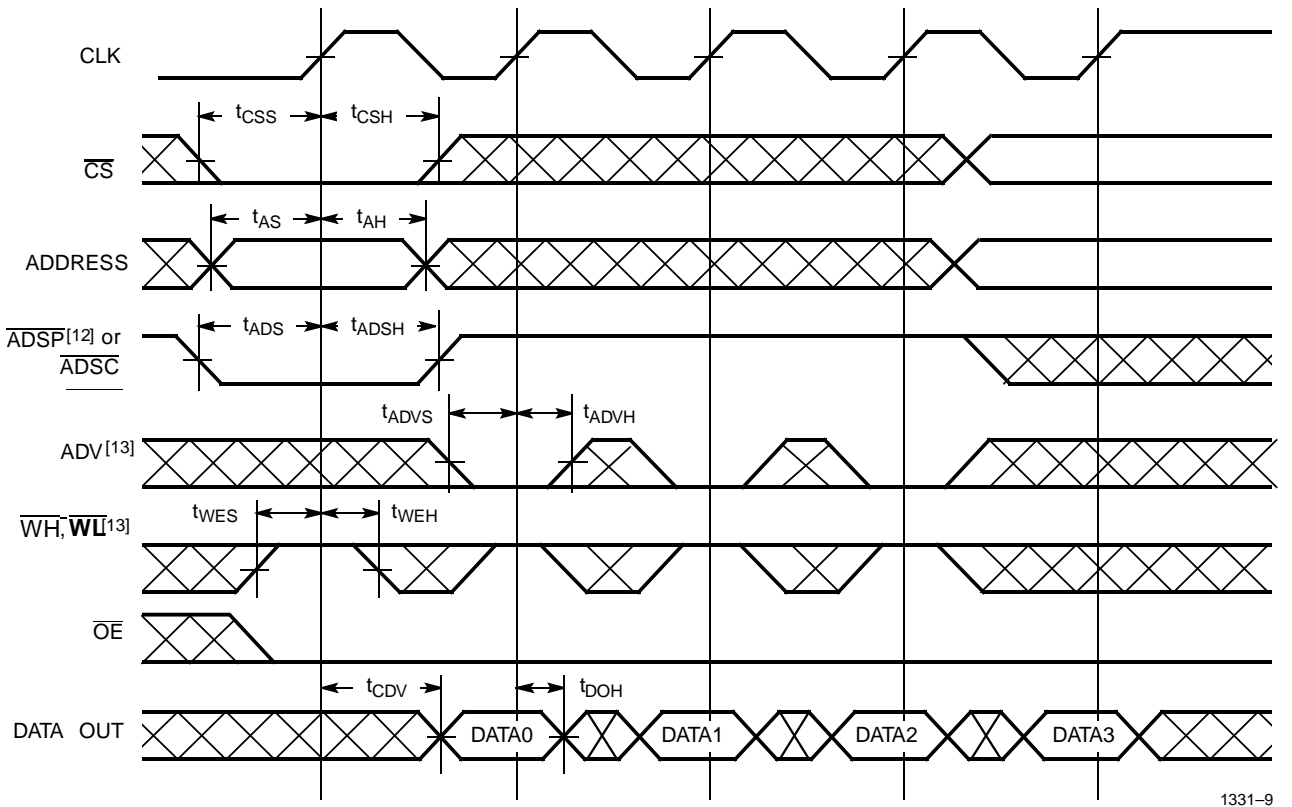 CLK
tCSS tCSH
CS
tAS tAH
ADDRESS
tADS tADSH
ADSP[12] or
ADSC
tADVS tADVH
ADV[13]
tWES tWEH
WH, WL[13]
OE
tCDV tDOH
DATA OUT DATA0 DATA1 DATA2 DATA3
1331–9